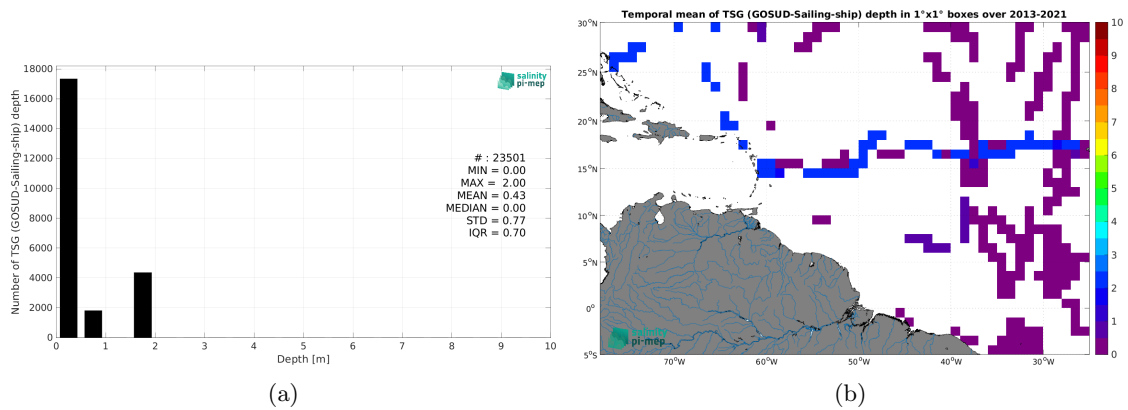 18000
16000
14000
12000
10000
8000
6000
4000
2000
0
0 1 2 3 4 5 6 7 8 9 10
Number of TSG (GOSUD-Sailing-ship) depth
Depth [m]
salinity
pi-mep
# : 23501
MIN = 0.00
MAX = 2.00
MEAN = 0.43
MEDIAN = 0.00
STD = 0.77
IQR = 0.70
(a)
Temporal mean of TSG (GOSUD-Sailing-ship) depth in 1°x1° boxes over 2013-2021
30°N
25°N
20°N
15°N
10°N
5°N
0°
5°S
70°W 60°W 50°W 40°W 30°W
salinity
pi-mep
10
9
8
7
6
5
4
3
2
1
0
(b)